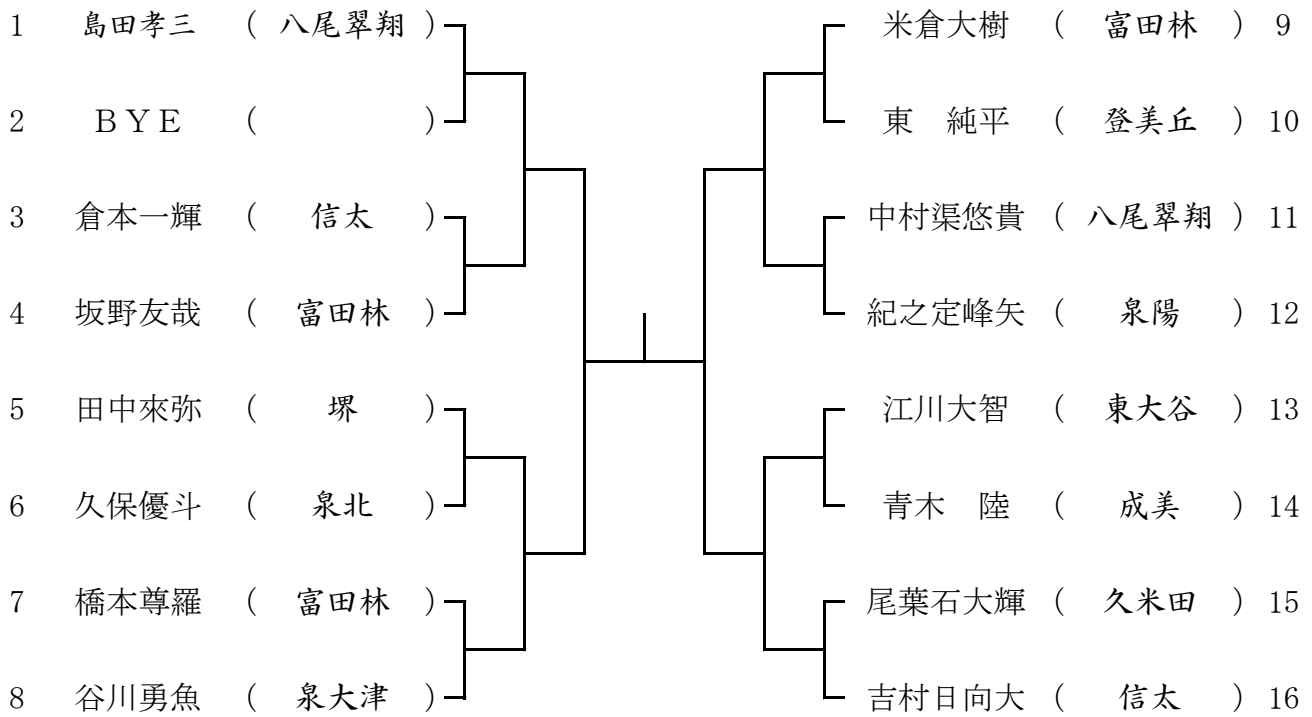 1 島田孝三 ( 八尾翠翔 )
2 BYE ( )
3 倉本一輝 ( 信太 )
4 坂野友哉 ( 富田林 )
5 田中來弥 ( 堺 )
6 久保優斗 ( 泉北 )
7 橋本尊羅 ( 富田林 )
8 谷川勇魚 ( 泉大津 )
米倉大樹 ( 富田林 ) 9
東 純平 ( 登美丘 ) 10
中村渠悠貴 ( 八尾翠翔 ) 11
紀之定峰矢 ( 泉陽 ) 12
江川大智 ( 東大谷 ) 13
青木 陸 ( 成美 ) 14
尾葉石大輝 ( 久米田 ) 15
吉村日向大 ( 信太 ) 16